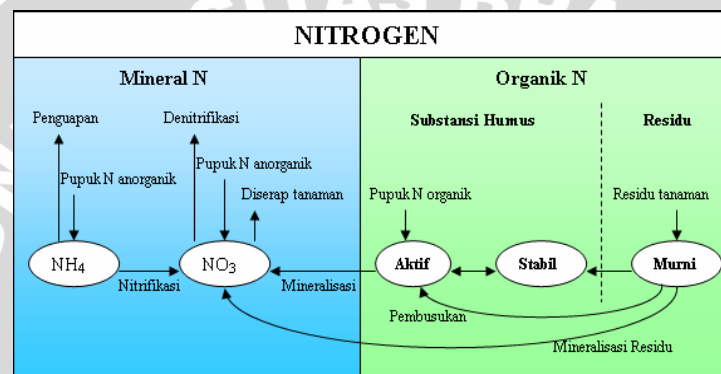 NITROGEN
Mineral N
Organik N
Substansi Humus
Residu
Penguapan
Denitrifikasi
Pupuk N anorganik
Pupuk N anorganik
Diserap tanaman
Pupuk N organik
Residu tanaman
NH4
NO3
Aktif
Stabil
Murni
Nitrifikasi
Mineralisasi
Pembusukan
Mineralisasi Residu